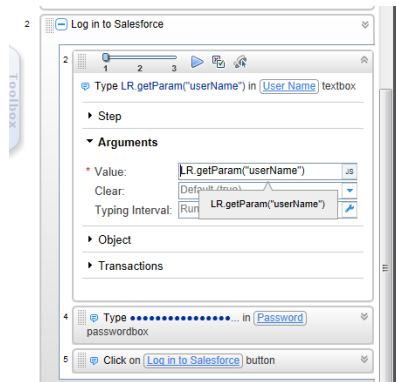 2 Log in to Salesforce
2
1 2 3
Type LR.getParam("userName") in User Name textbox
Toolbox
Step
Arguments
* Value: LR.getParam("userName") JS
Clear: Default (true)
LR.getParam("userName")
Typing Interval: Run
Object
Transactions
4 Type ●●●●●●●●●●●●●●●●... in Password
passwordbox
5 Click on Log in to Salesforce button